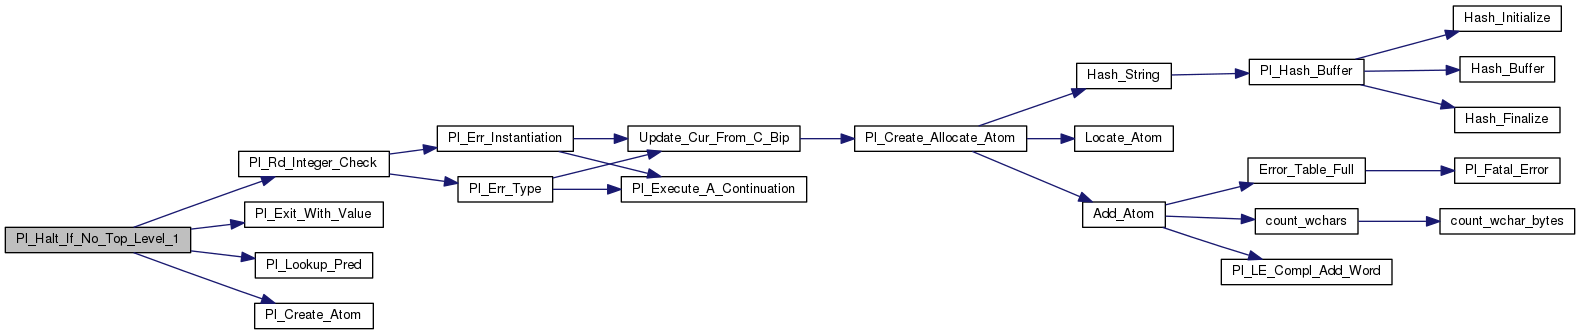 Pl_Halt_If_No_Top_Level_1
Pl_Rd_Integer_Check
Pl_Exit_With_Value
Pl_Lookup_Pred
Pl_Create_Atom
Pl_Err_Instantiation
Pl_Err_Type
Update_Cur_From_C_Bip
Pl_Execute_A_Continuation
Pl_Create_Allocate_Atom
Hash_String
Locate_Atom
Add_Atom
Pl_Hash_Buffer
Error_Table_Full
count_wchars
Pl_LE_Compl_Add_Word
Hash_Initialize
Hash_Buffer
Hash_Finalize
Pl_Fatal_Error
count_wchar_bytes